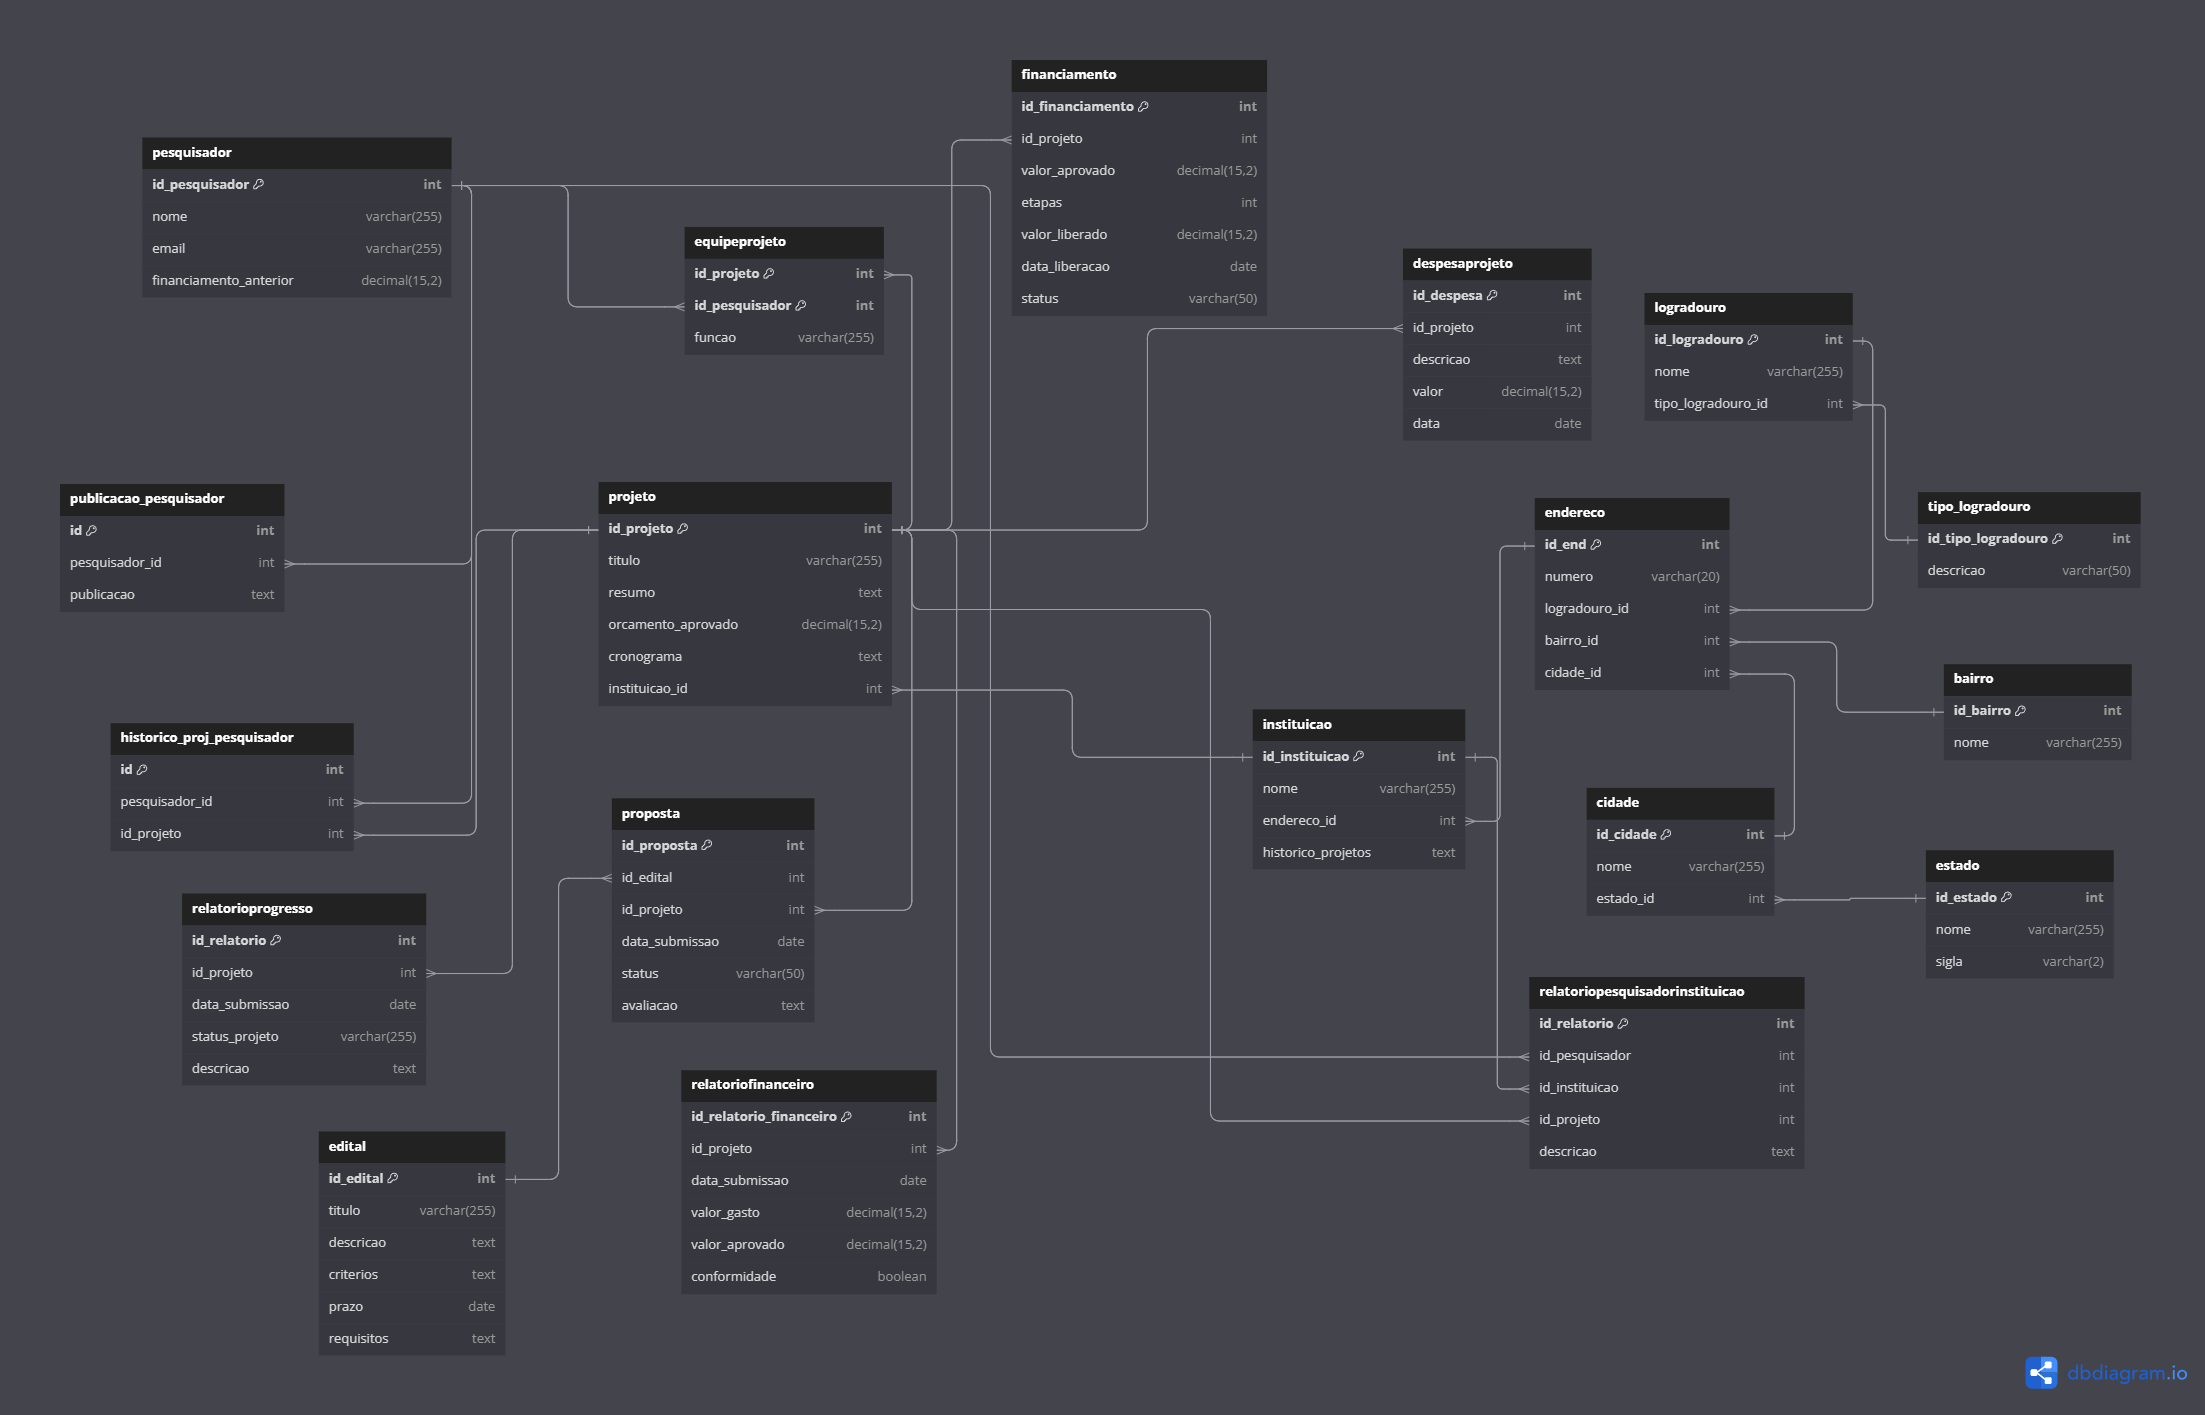 financiamento
id_financiamento int
id_projeto int
valor_aprovado decimal(15,2)
etapas int
valor_liberado decimal(15,2)
data_liberacao date
status varchar(50)
pesquisador
id_pesquisador int
nome varchar(255)
email varchar(255)
financiamento_anterior decimal(15,2)
equipeprojeto
id_projeto int
id_pesquisador int
funcao varchar(255)
despesaprojeto
id_despesa int
id_projeto int
descricao text
valor decimal(15,2)
data date
logradouro
id_logradouro int
nome varchar(255)
tipo_logradouro_id int
publicacao_pesquisador
id int
pesquisador_id int
publicacao text
projeto
id_projeto int
titulo varchar(255)
resumo text
orcamento_aprovado decimal(15,2)
cronograma text
instituicao_id int
endereco
id_end int
numero varchar(20)
logradouro_id int
bairro_id int
cidade_id int
tipo_logradouro
id_tipo_logradouro int
descricao varchar(50)
bairro
id_bairro int
nome varchar(255)
historico_proj_pesquisador
id int
pesquisador_id int
id_projeto int
instituicao
id_instituicao int
nome varchar(255)
endereco_id int
historico_projetos text
proposta
id_proposta int
id_edital int
id_projeto int
data_submissao date
status varchar(50)
avaliacao text
cidade
id_cidade int
nome varchar(255)
estado_id int
estado
id_estado int
nome varchar(255)
sigla varchar(2)
relatorioprogresso
id_relatorio int
id_projeto int
data_submissao date
status_projeto varchar(255)
descricao text
relatoriopesquisadorinstituicao
id_relatorio int
id_pesquisador int
id_instituicao int
id_projeto int
descricao text
relatoriofinanceiro
id_relatorio_financeiro int
id_projeto int
data_submissao date
valor_gasto decimal(15,2)
valor_aprovado decimal(15,2)
conformidade boolean
edital
id_edital int
titulo varchar(255)
descricao text
criterios text
prazo date
requisitos text
dbdiagram.io